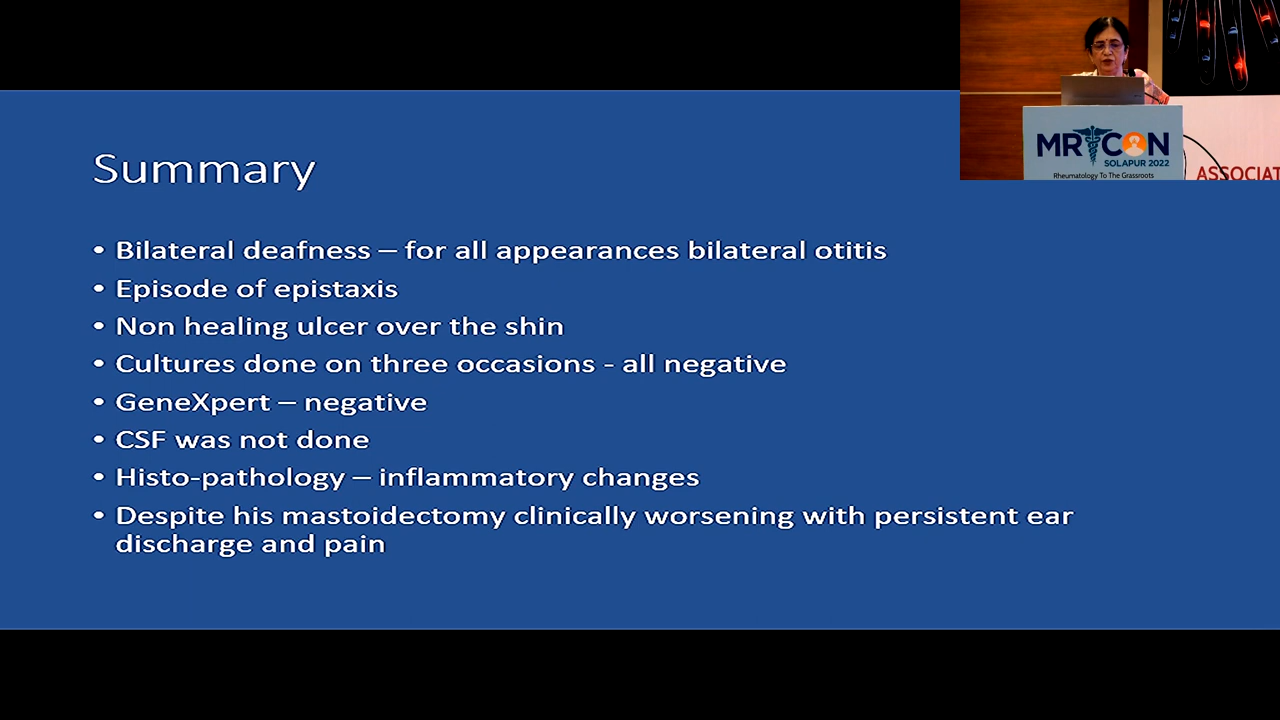 Summary
• Bilateral deafness – for all appearances bilateral otitis
• Episode of epistaxis
• Non healing ulcer over the shin
• Cultures done on three occasions - all negative
• GeneXpert – negative
• CSF was not done
• Histo-pathology – inflammatory changes
• Despite his mastoidectomy clinically worsening with persistent ear
discharge and pain
MR CON
SOLAPUR 2022
Rheumatology To The Grassroots
ASSOCIAT